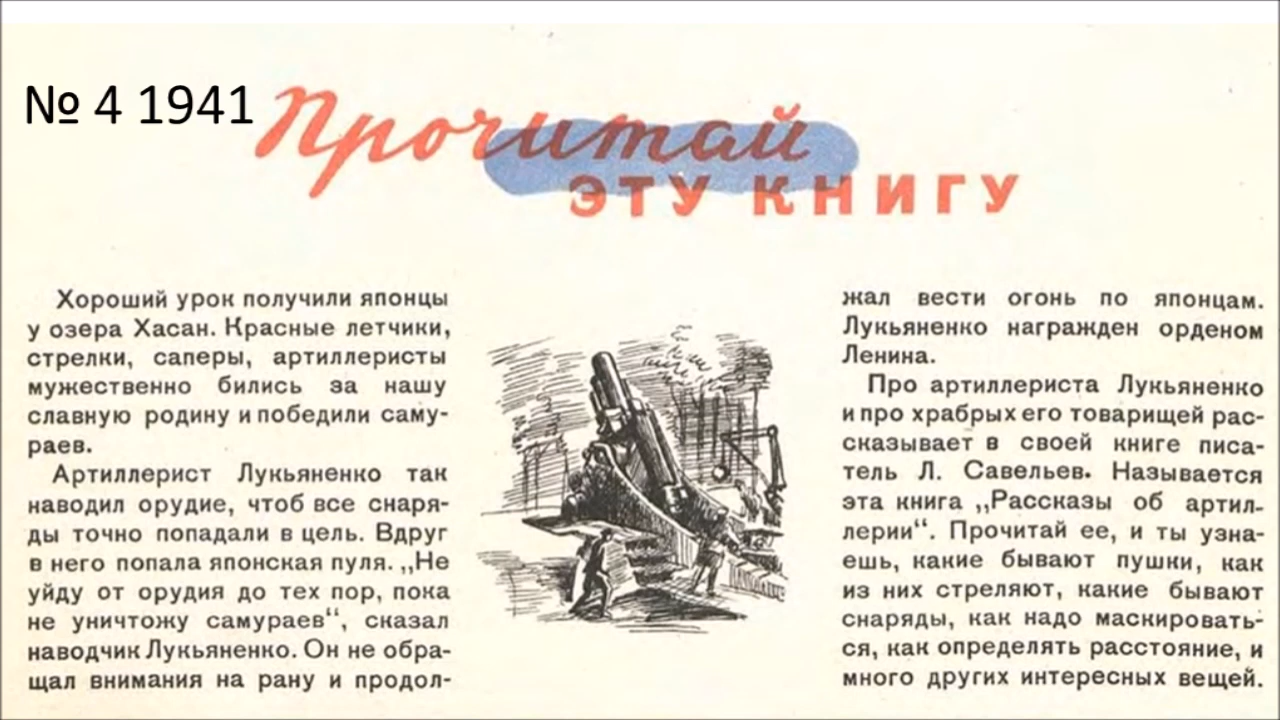 № 4 1941
Прочитай
ЭТУ КНИГУ
Хороший урок получили японцы
у озера Хасан. Красные летчики,
стрелки, саперы, артиллеристы
мужественно бились за нашу
славную родину и победили саму-
раев.
Артиллерист Лукьяненко так
наводил орудие, чтоб все снаря-
ды точно попадали в цель. Вдруг
в него попала японская пуля. „Не
уйду от орудия до тех пор, пока
не уничтожу самураев“, сказал
наводчик Лукьяненко. Он не обра-
щал внимания на рану и продол-
жал вести огонь по японцам.
Лукьяненко награжден орденом
Ленина.
Про артиллериста Лукьяненко
и про храбрых его товарищей рас-
сказывает в своей книге писа-
тель Л. Савельев. Называется
эта книга „Рассказы об артил-
лерии“. Прочитай ее, и ты узна-
ешь, какие бывают пушки, как
из них стреляют, какие бывают
снаряды, как надо маскировать-
ся, как определять расстояние, и
много других интересных вещей.